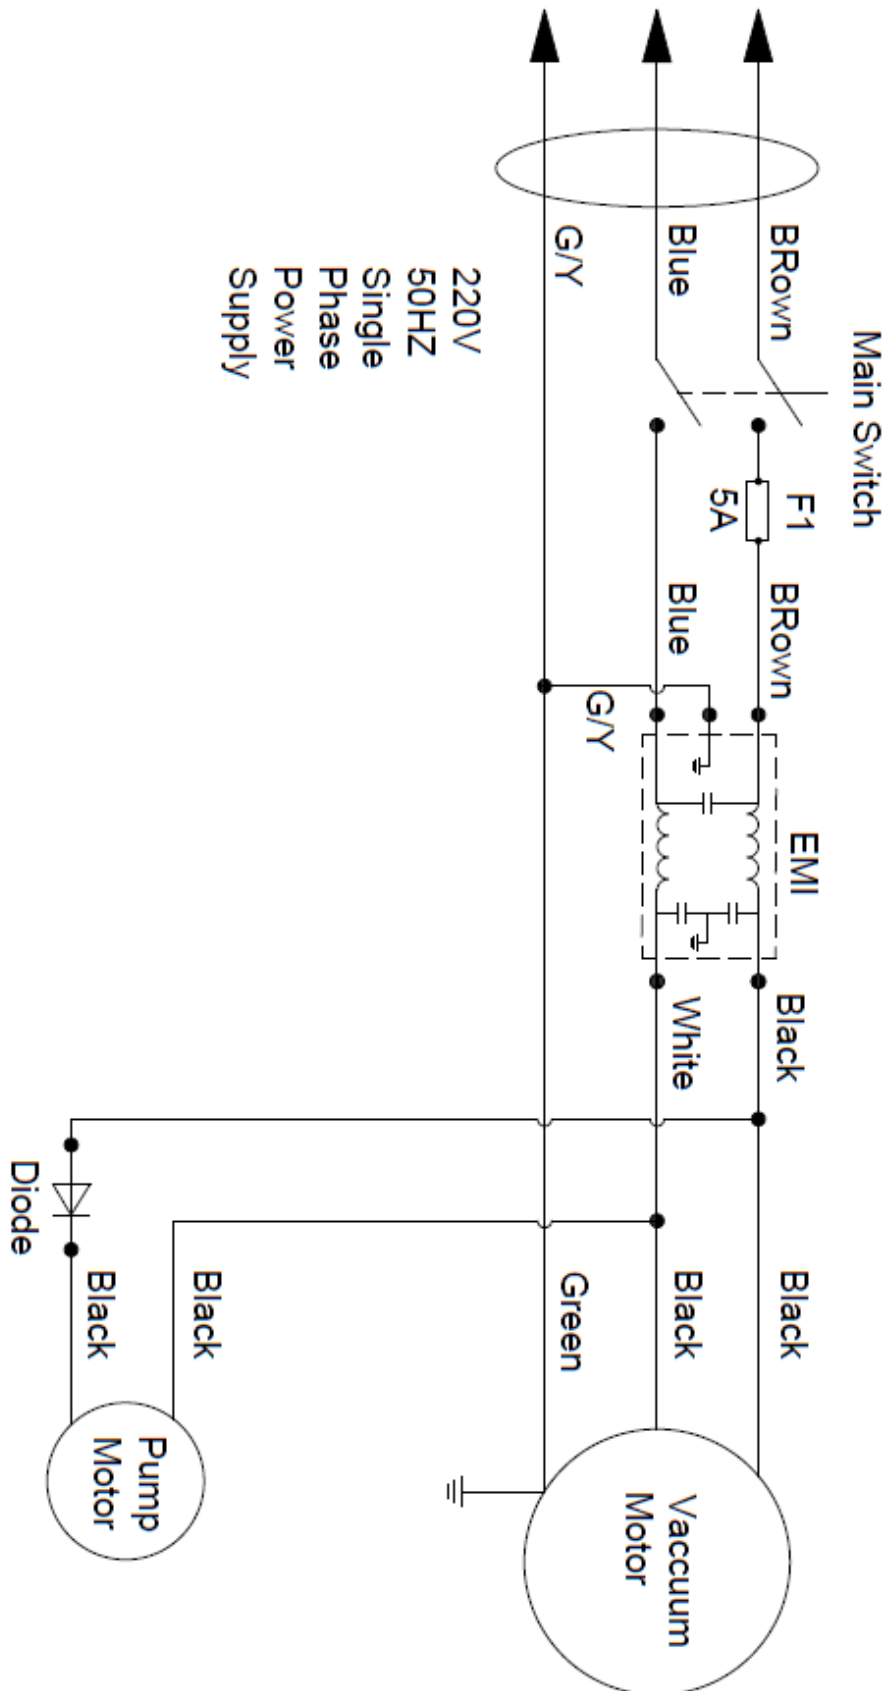 Main Switch
BRown
F1
5A
BRown
EMI
Black
Black
Blue
Blue
White
Black
Vaccuum
Motor
G/Y
G/Y
Green
220V
50HZ
Single
Phase
Power
Supply
Black
Pump
Motor
Black
Diode